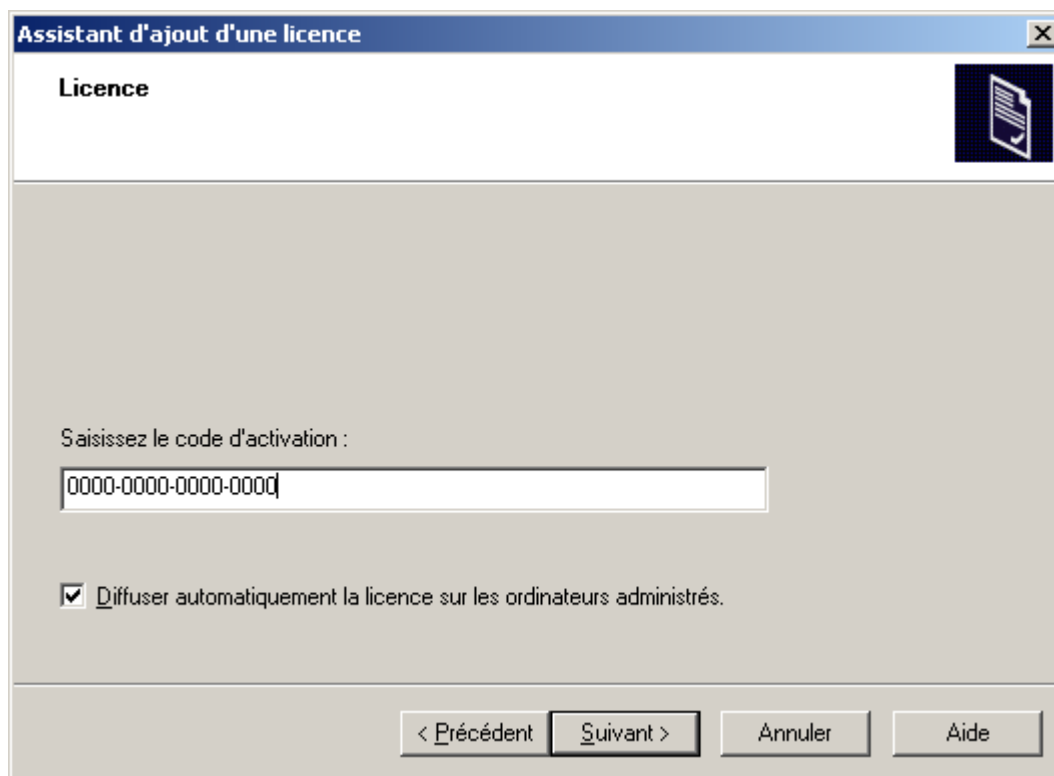 Assistant d'ajout d'une licence
Licence
Saisissez le code d'activation :
0000-0000-0000-0000
Diffuser automatiquement la licence sur les ordinateurs administrés.
< Précédent
Suivant >
Annuler
Aide